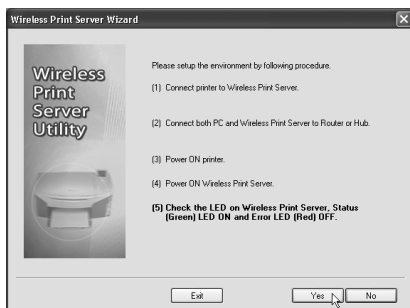 Wireless Print Server Wizard
Wireless
Print
Server
Utility
Please setup the environment by following procedure.
(1) Connect printer to Wireless Print Server.
(2) Connect both PC and Wireless Print Server to Router or Hub.
(3) Power ON printer.
(4) Power ON Wireless Print Server.
(5) Check the LED on Wireless Print Server, Status
(Green) LED ON and Error LED (Red) OFF.
Exit
Yes
No